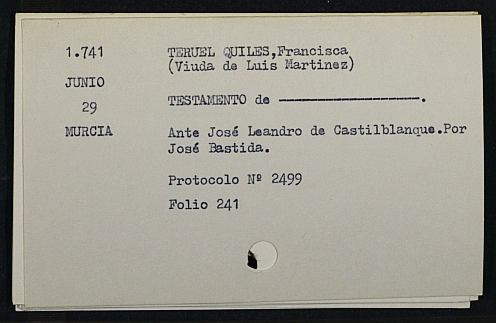 1.741 TERUEL QUILES,Francisca
(Viuda de Luis Martinez)
JUNIO
29 TESTAMENTO de ————————————.
MURCIA Ante José Leandro de Castilblanque.Por
José Bastida.
Protocolo Nº 2499
Folio 241